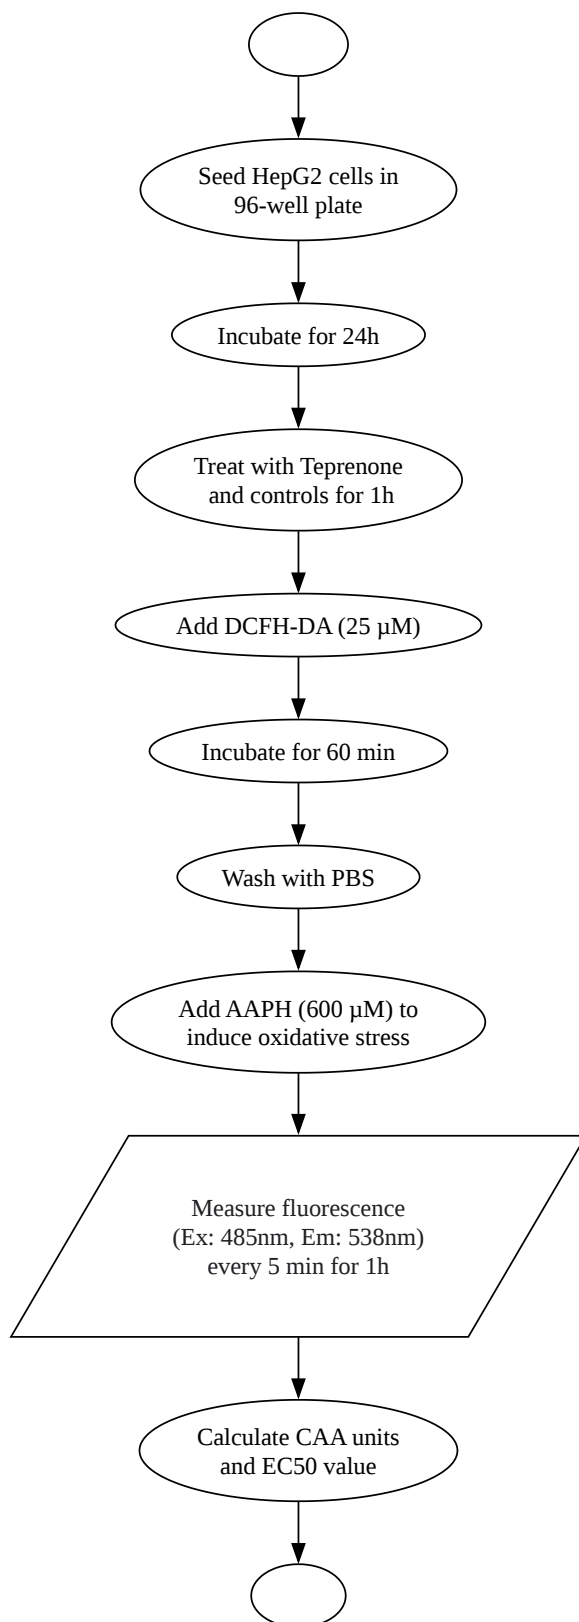 Seed HepG2 cells in
96-well plate
Incubate for 24h
Treat with Teprenone
and controls for 1h
Add DCFH-DA (25 µM)
Incubate for 60 min
Wash with PBS
Add AAPH (600 µM) to
induce oxidative stress
Measure fluorescence
(Ex: 485nm, Em: 538nm)
every 5 min for 1h
Calculate CAA units
and EC50 value